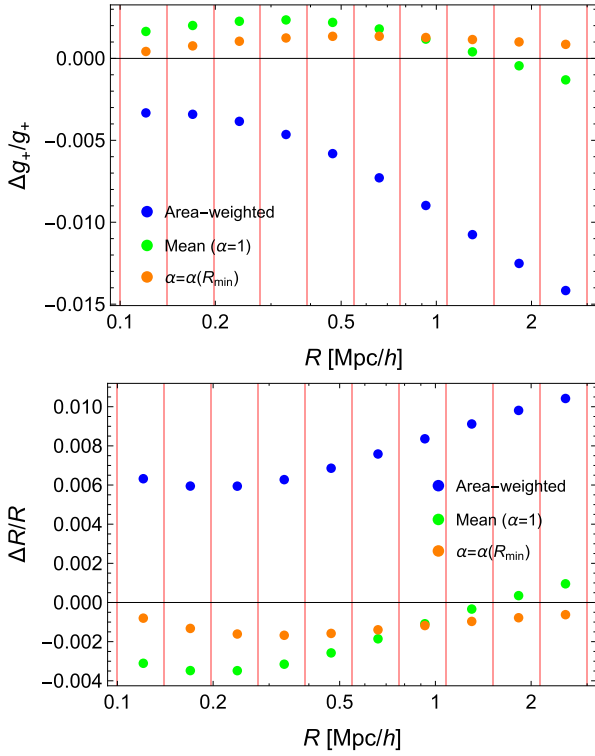 0.000
-0.005
-0.010
-0.015
Δg₊/g₊
Area-weighted
Mean (α=1)
α=α(R_min)
0.1 0.2 0.5 1 2
R [Mpc/h]
0.010
0.008
0.006
0.004
0.002
0.000
-0.002
-0.004
ΔR/R
Area-weighted
Mean (α=1)
α=α(R_min)
0.1 0.2 0.5 1 2
R [Mpc/h]